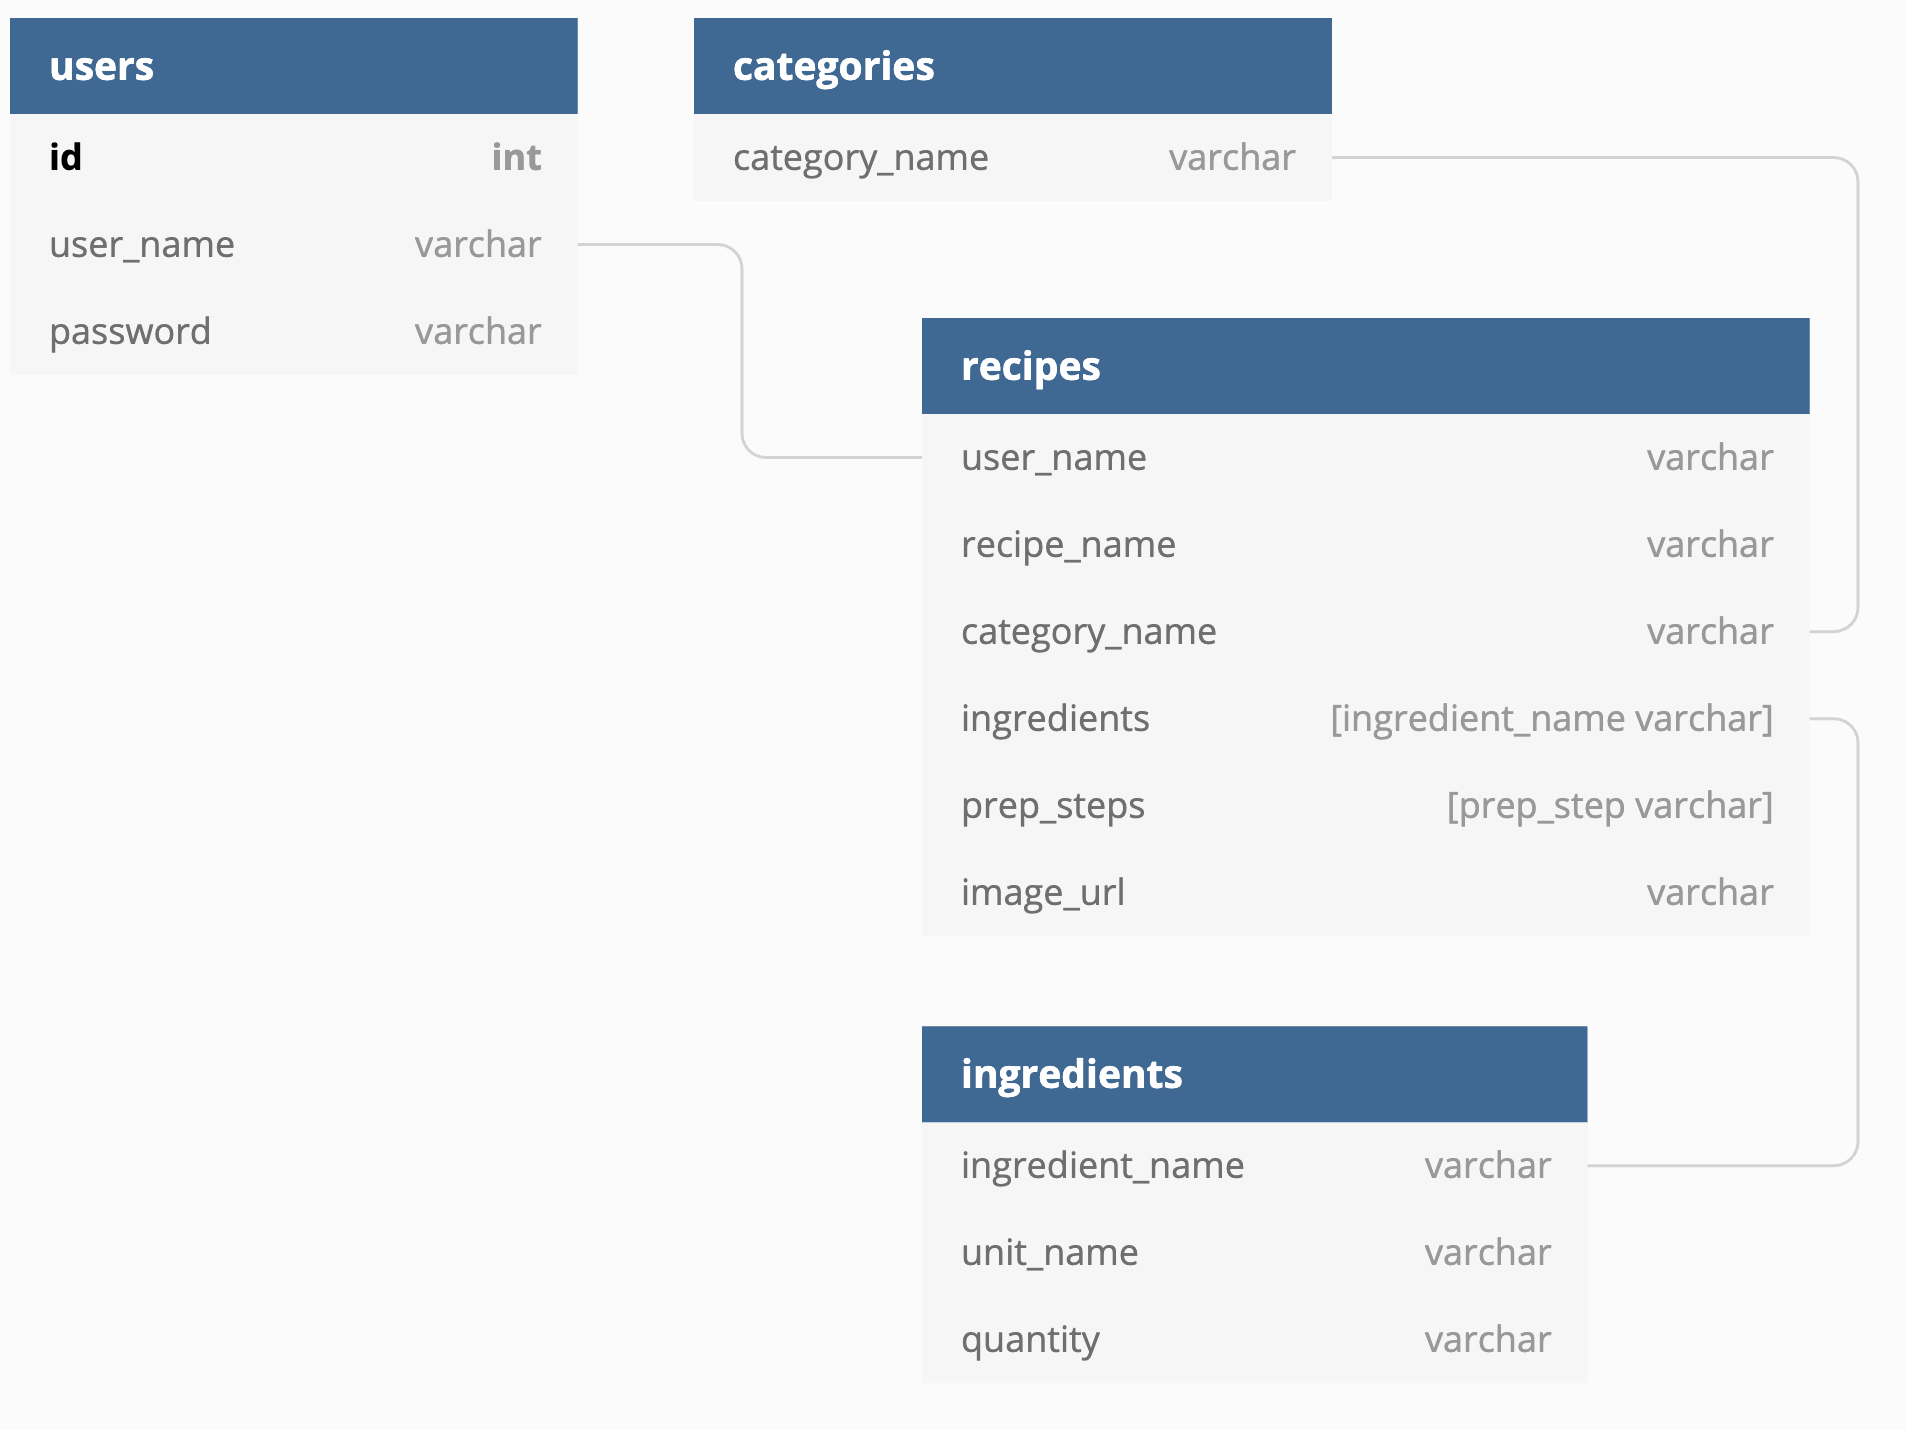 users
id int
user_name varchar
password varchar
categories
category_name varchar
recipes
user_name varchar
recipe_name varchar
category_name varchar
ingredients [ingredient_name varchar]
prep_steps [prep_step varchar]
image_url varchar
ingredients
ingredient_name varchar
unit_name varchar
quantity varchar